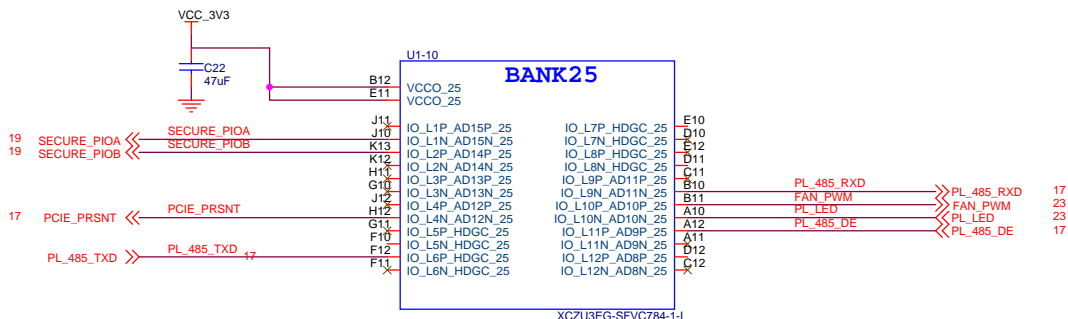 VCC_3V3
C22
47uF
U1-10
BANK25
B12 VCCO_25
E11 VCCO_25
J11 IO_L1P_AD15P_25
19 SECURE_PIOA SECURE_PIOA J10 IO_L1N_AD15N_25
19 SECURE_PIOB SECURE_PIOB K13 IO_L2P_AD14P_25
K12 IO_L2N_AD14N_25
H11 IO_L3P_AD13P_25
G10 IO_L3N_AD13N_25
J12 IO_L4P_AD12P_25
17 PCIE_PRSNT PCIE_PRSNT H12 IO_L4N_AD12N_25
G11 IO_L5P_HDGC_25
F10 IO_L5N_HDGC_25
PL_485_TXD PL_485_TXD 17 F12 IO_L6P_HDGC_25
F11 IO_L6N_HDGC_25
IO_L7P_HDGC_25 E10
IO_L7N_HDGC_25 D10
IO_L8P_HDGC_25 E12
IO_L8N_HDGC_25 D11
IO_L9P_AD11P_25 C11
IO_L9N_AD11N_25 B10 PL_485_RXD PL_485_RXD 17
IO_L10P_AD10P_25 B11 FAN_PWM FAN_PWM 23
IO_L10N_AD10N_25 A10 PL_LED PL_LED 23
IO_L11P_AD9P_25 A12 PL_485_DE PL_485_DE 17
IO_L11N_AD9N_25 A11
IO_L12P_AD8P_25 D12
IO_L12N_AD8N_25 C12
XCZU3EG-SFVC784-1-I